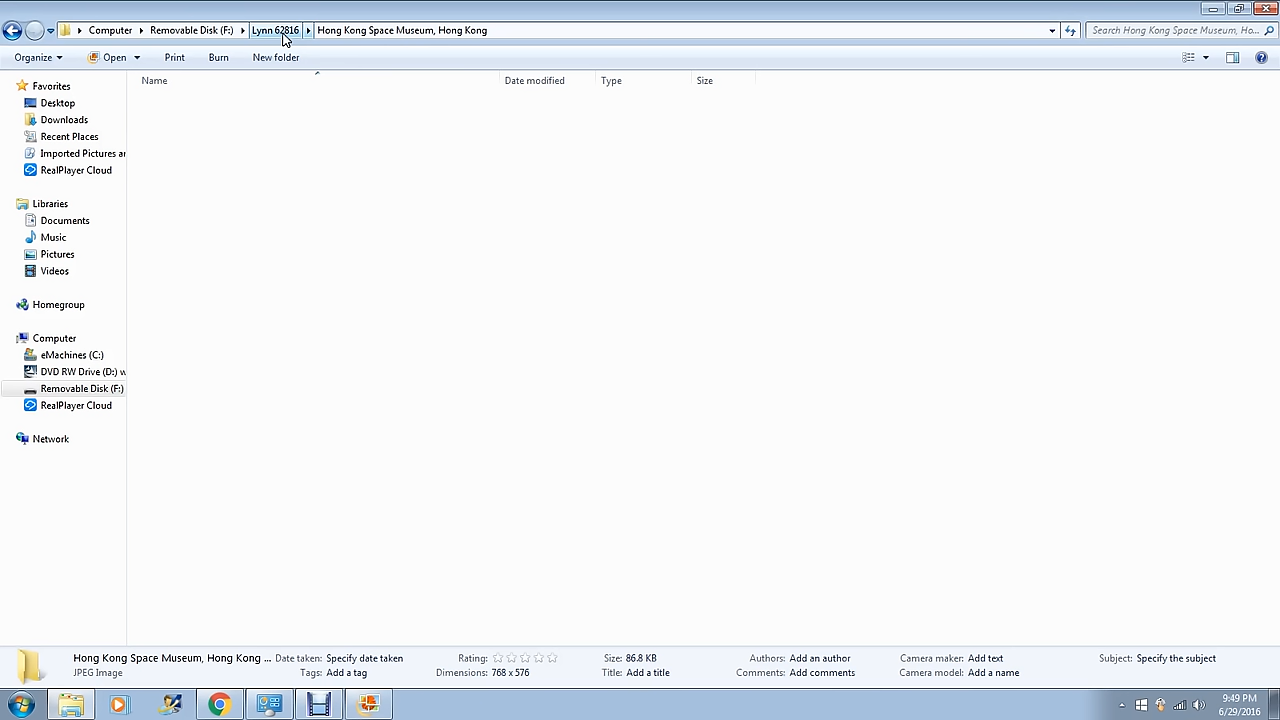 Computer Removable Disk (F:) Lynn 62816 Hong Kong Space Museum, Hong Kong
Search Hong Kong Space Museum, Ho...
Organize Open Print Burn New folder
Name Date modified Type Size
Favorites
Desktop
Downloads
Recent Places
Imported Pictures ar
RealPlayer Cloud
Libraries
Documents
Music
Pictures
Videos
Homegroup
Computer
eMachines (C:)
DVD RW Drive (D:) w
Removable Disk (F:)
RealPlayer Cloud
Network
Hong Kong Space Museum, Hong Kong ... Date taken: Specify date taken Rating: Size: 86.8 KB Authors: Add an author Camera maker: Add text Subject: Specify the subject
JPEG Image Tags: Add a tag Dimensions: 768 x 576 Title: Add a title Comments: Add comments Camera model: Add a name
9:49 PM
6/29/2016